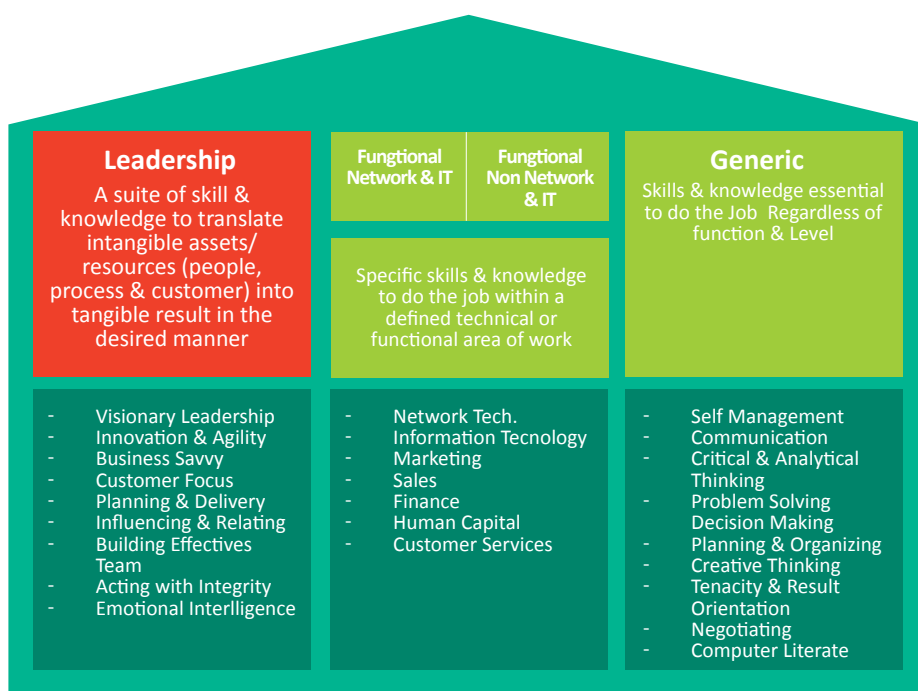 Leadership
A suite of skill &
knowledge to translate
intangible assets/
resources (people,
process & customer) into
tangible result in the
desired manner
- Visionary Leadership
- Innovation & Agility
- Business Savvy
- Customer Focus
- Planning & Delivery
- Influencing & Relating
- Building Effectives
Team
- Acting with Integrity
- Emotional Interlligence
Fungtional
Network & IT
Fungtional
Non Network
& IT
Specific skills & knowledge
to do the job within a
defined technical or
functional area of work
- Network Tech.
- Information Tecnology
- Marketing
- Sales
- Finance
- Human Capital
- Customer Services
Generic
Skills & knowledge essential
to do the Job Regardless of
function & Level
- Self Management
- Communication
- Critical & Analytical
Thinking
- Problem Solving
Decision Making
- Planning & Organizing
- Creative Thinking
- Tenacity & Result
Orientation
- Negotiating
- Computer Literate